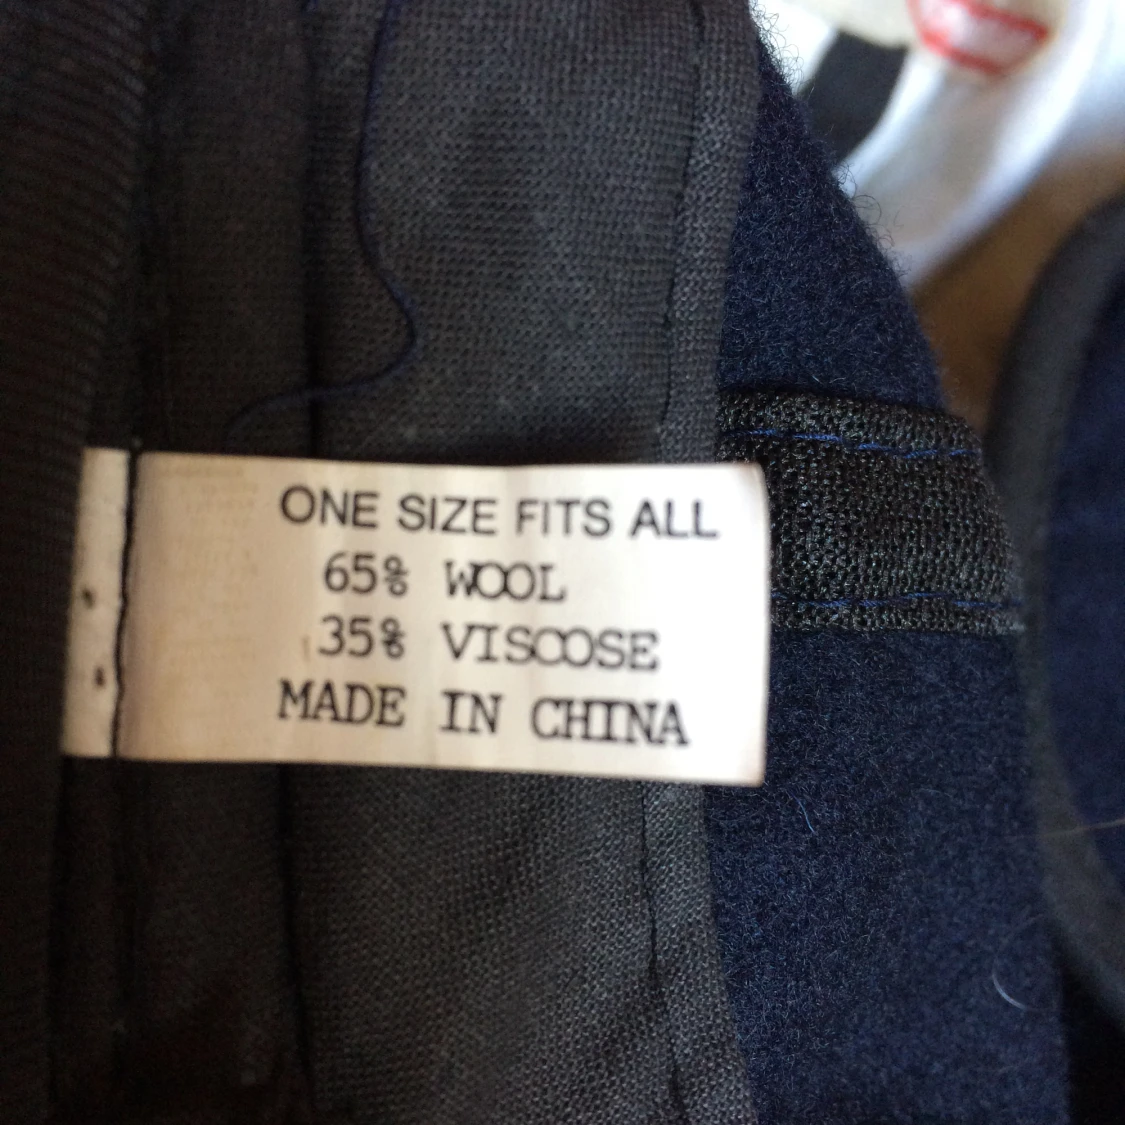 ONE SIZE FITS ALL
65% WOOL
35% VISCOSE
MADE IN CHINA